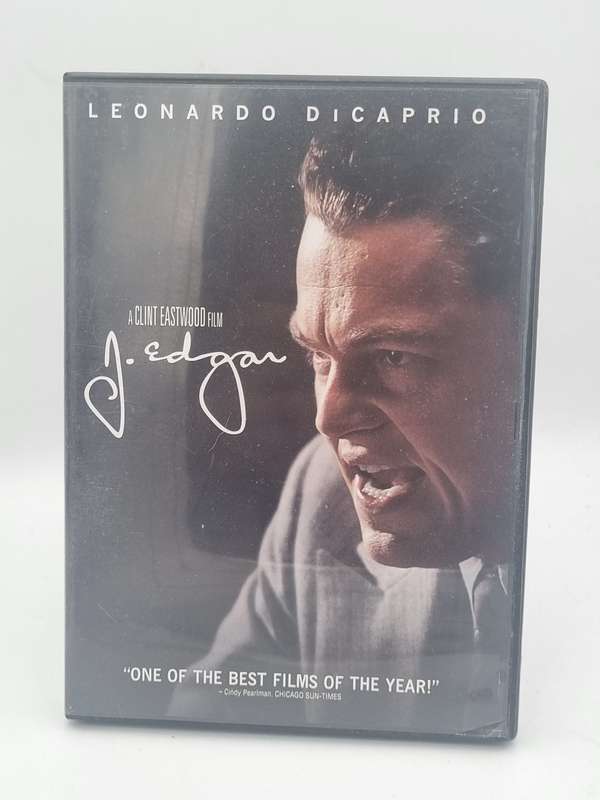 LEONARDO DiCAPRIO
A CLINT EASTWOOD FILM
J. Edgar
“ONE OF THE BEST FILMS OF THE YEAR!”
– Cindy Pearlman, CHICAGO SUN-TIMES